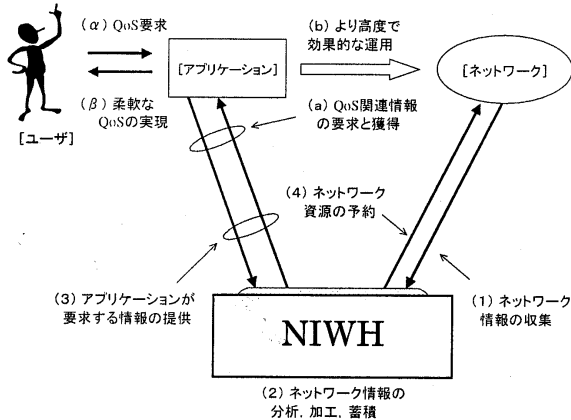 (α) QoS要求
(β) 柔軟な
QoSの実現
[ユーザ]
[アプリケーション]
(b) より高度で
効果的な運用
[ネットワーク]
(a) QoS関連情報
の要求と獲得
(4) ネットワーク
資源の予約
(3) アプリケーションが
要求する情報の提供
(1) ネットワーク
情報の収集
NIWH
(2) ネットワーク情報の
分析, 加工, 蓄積